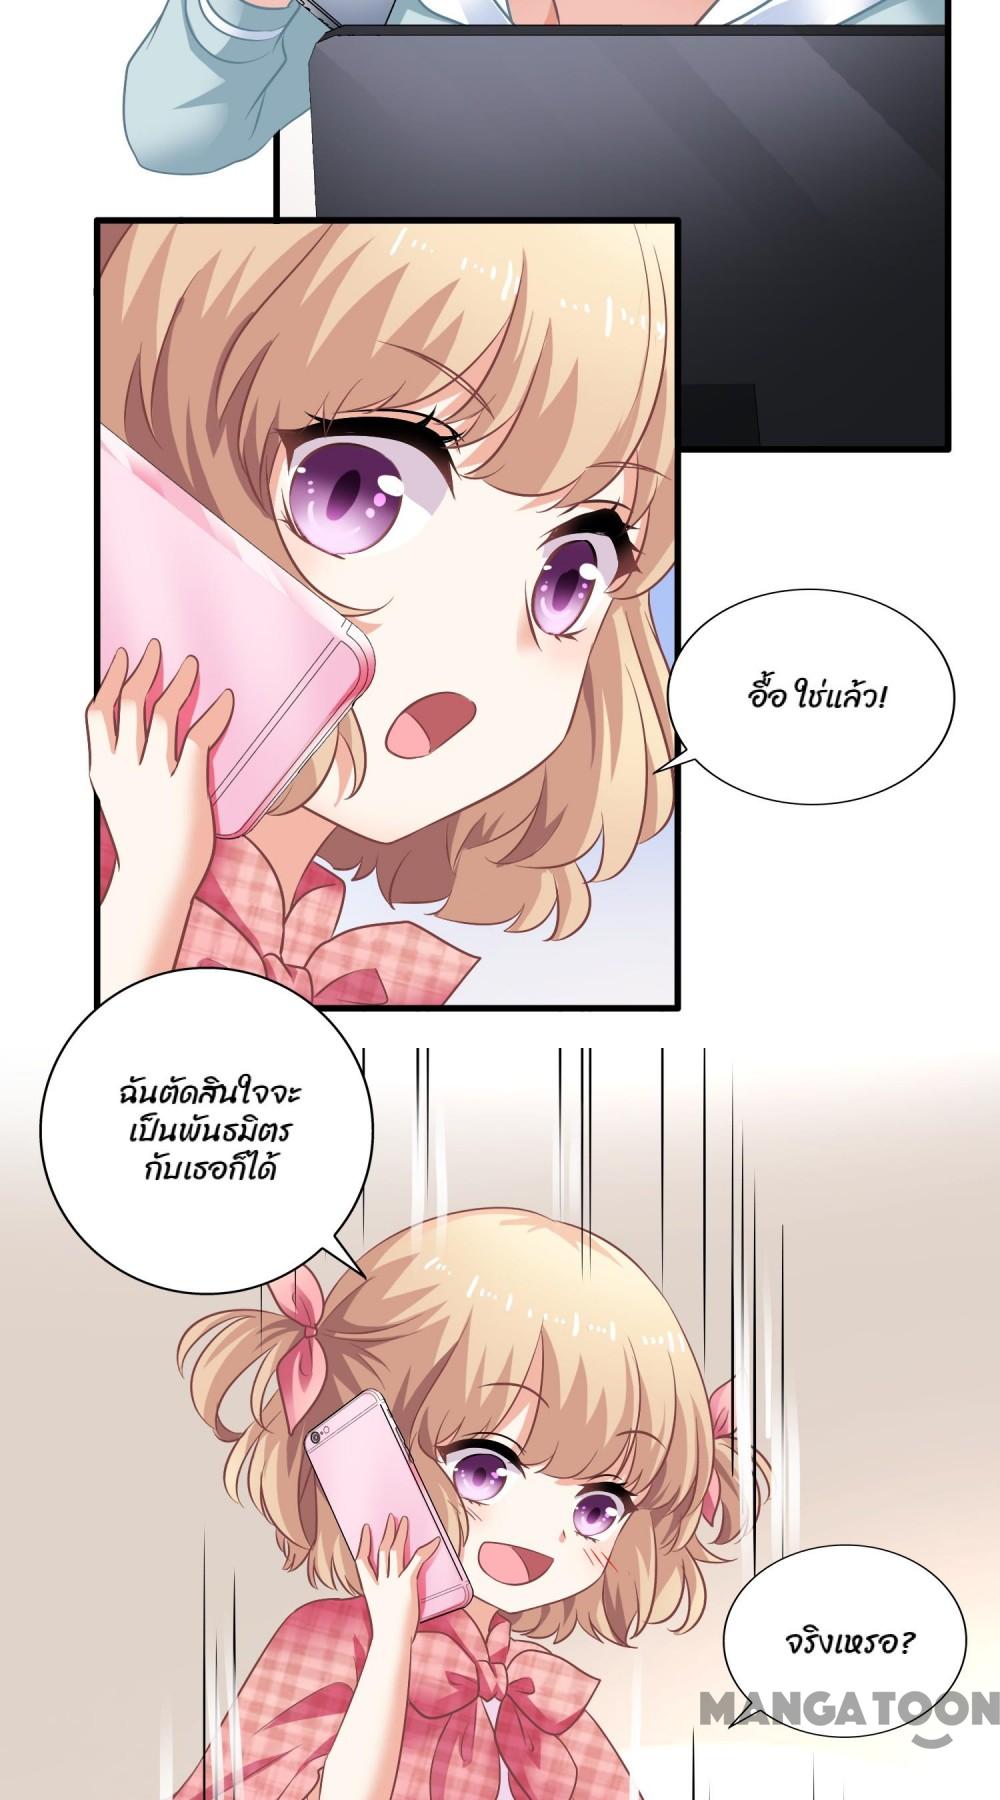 อื้อ ใช่แล้ว!
ฉันตัดสินใจจะ
เป็นพันธมิตร
กับเธอก็ได้
จริงเหรอ?
MANGATOON